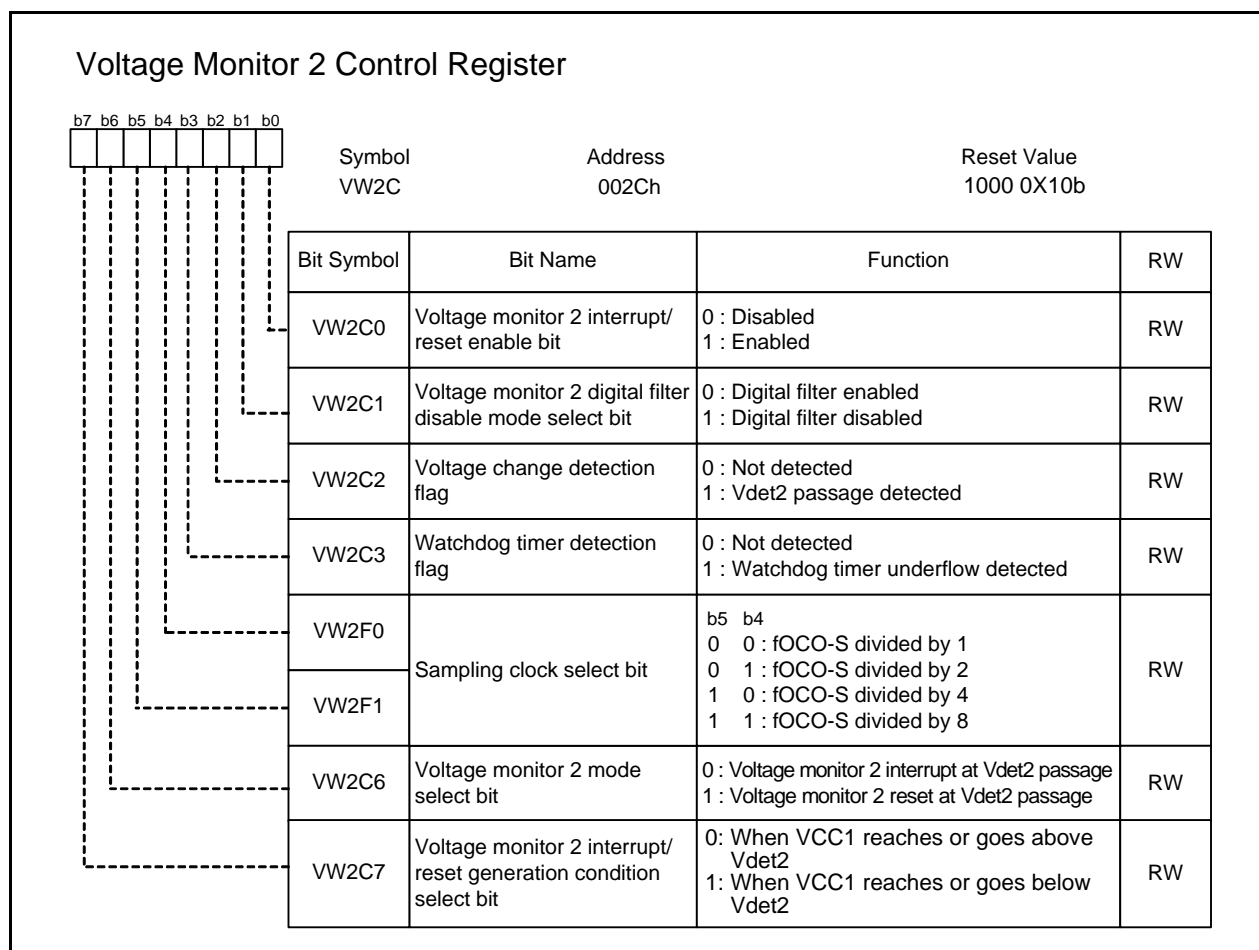 Voltage Monitor 2 Control Register
b7 b6 b5 b4 b3 b2 b1 b0
Symbol Address Reset Value
VW2C 002Ch 1000 0X10b
Bit Symbol Bit Name Function RW
VW2C0 Voltage monitor 2 interrupt/ reset enable bit 0 : Disabled
1 : Enabled RW
VW2C1 Voltage monitor 2 digital filter disable mode select bit 0 : Digital filter enabled
1 : Digital filter disabled RW
VW2C2 Voltage change detection flag 0 : Not detected
1 : Vdet2 passage detected RW
VW2C3 Watchdog timer detection flag 0 : Not detected
1 : Watchdog timer underflow detected RW
VW2F0
VW2F1
Sampling clock select bit
b5 b4
0 0 : fOCO-S divided by 1
0 1 : fOCO-S divided by 2
1 0 : fOCO-S divided by 4
1 1 : fOCO-S divided by 8
RW
VW2C6 Voltage monitor 2 mode select bit 0 : Voltage monitor 2 interrupt at Vdet2 passage
1 : Voltage monitor 2 reset at Vdet2 passage RW
VW2C7 Voltage monitor 2 interrupt/ reset generation condition select bit 0: When VCC1 reaches or goes above Vdet2
1: When VCC1 reaches or goes below Vdet2 RW